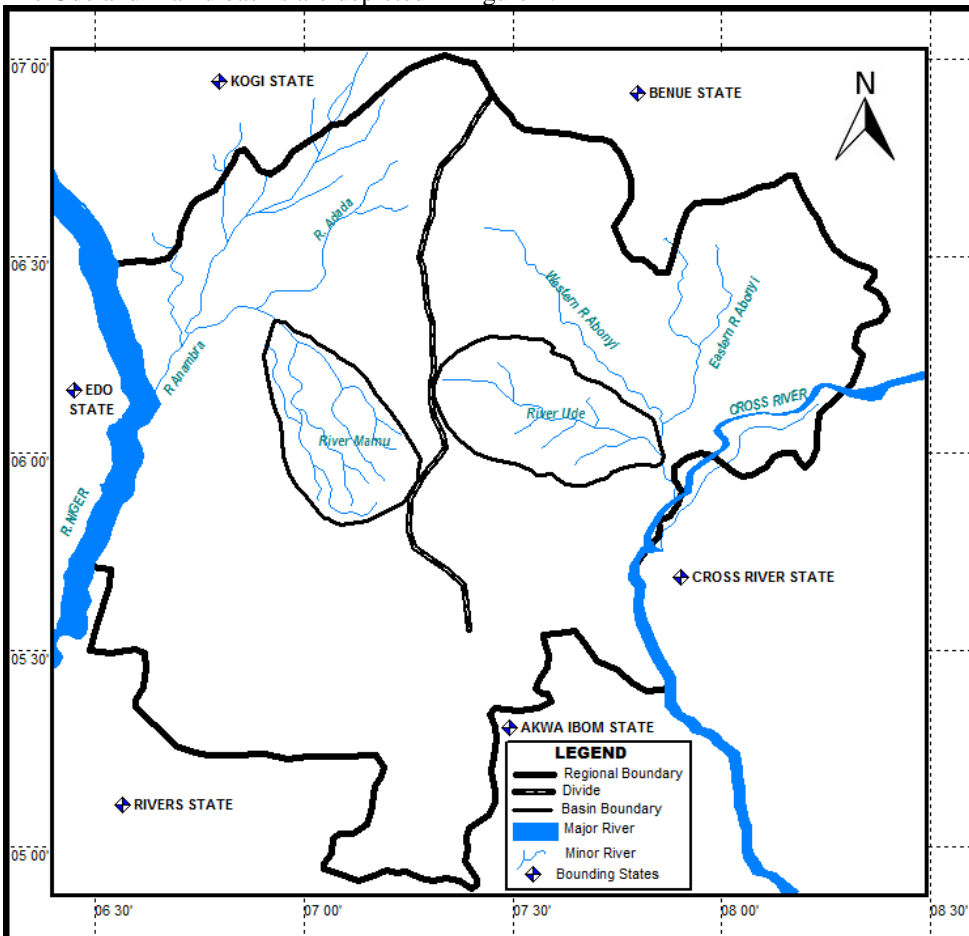 07 00'
KOGI STATE
BENUE STATE
N
R. Adada
06 30'
Western R Abonyi
Eastern R Abonyi
R Anambra
EDO
STATE
CROSS RIVER
River Ude
River Mamu
06 00'
R. NIGER
CROSS RIVER STATE
05 30'
AKWA IBOM STATE
LEGEND
Regional Boundary
Divide
Basin Boundary
Major River
Minor River
Bounding States
RIVERS STATE
05 00'
06 30'
07 00'
07 30'
08 00'
08 30'